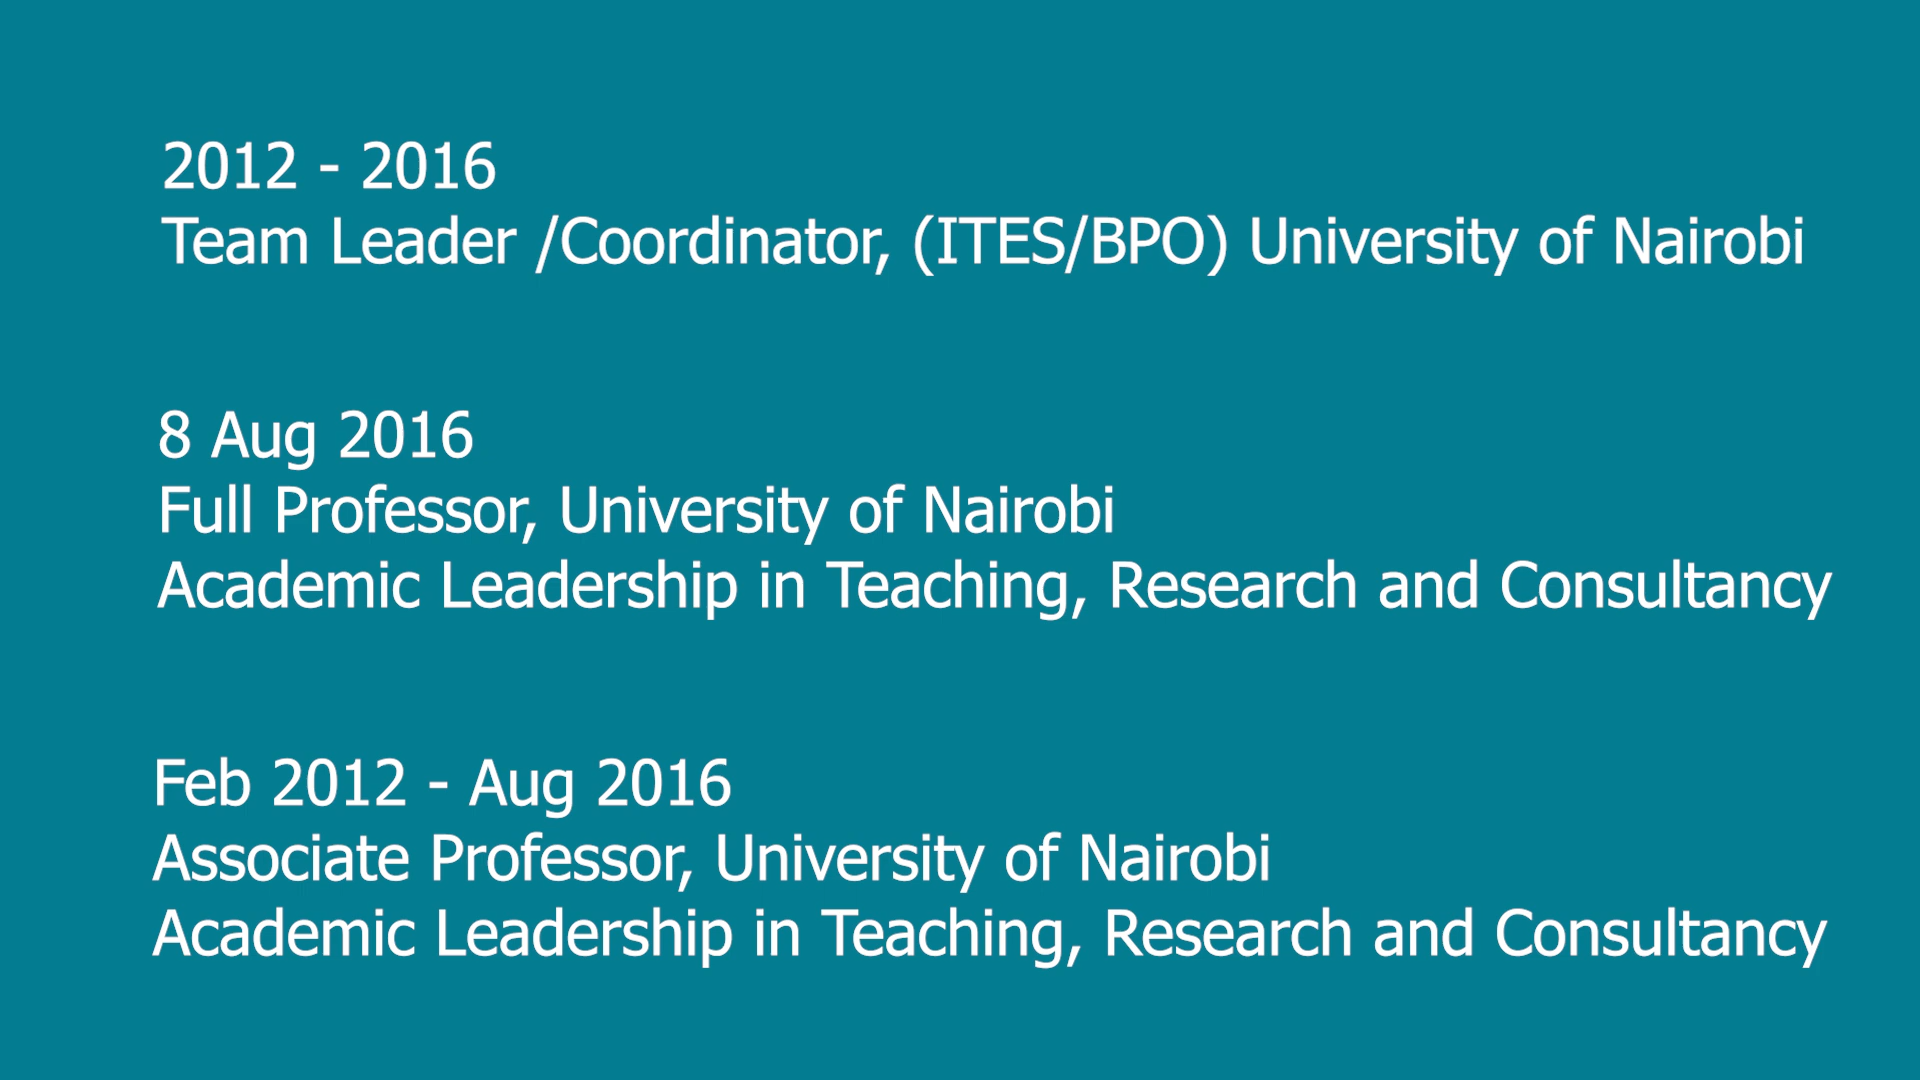 2012 - 2016
Team Leader /Coordinator, (ITES/BPO) University of Nairobi
8 Aug 2016
Full Professor, University of Nairobi
Academic Leadership in Teaching, Research and Consultancy
Feb 2012 - Aug 2016
Associate Professor, University of Nairobi
Academic Leadership in Teaching, Research and Consultancy